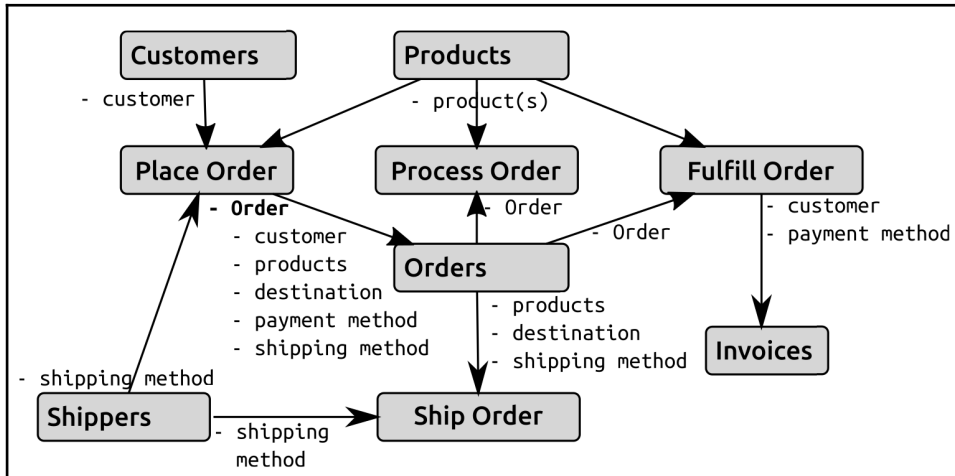 Customers
Products
- customer
- product(s)
Place Order
Process Order
Fulfill Order
- Order
- customer
- products
- destination
- payment method
- shipping method
- Order
- Order
- customer
- payment method
Orders
- products
- destination
- shipping method
Invoices
- shipping method
Shippers
- shipping
method
Ship Order